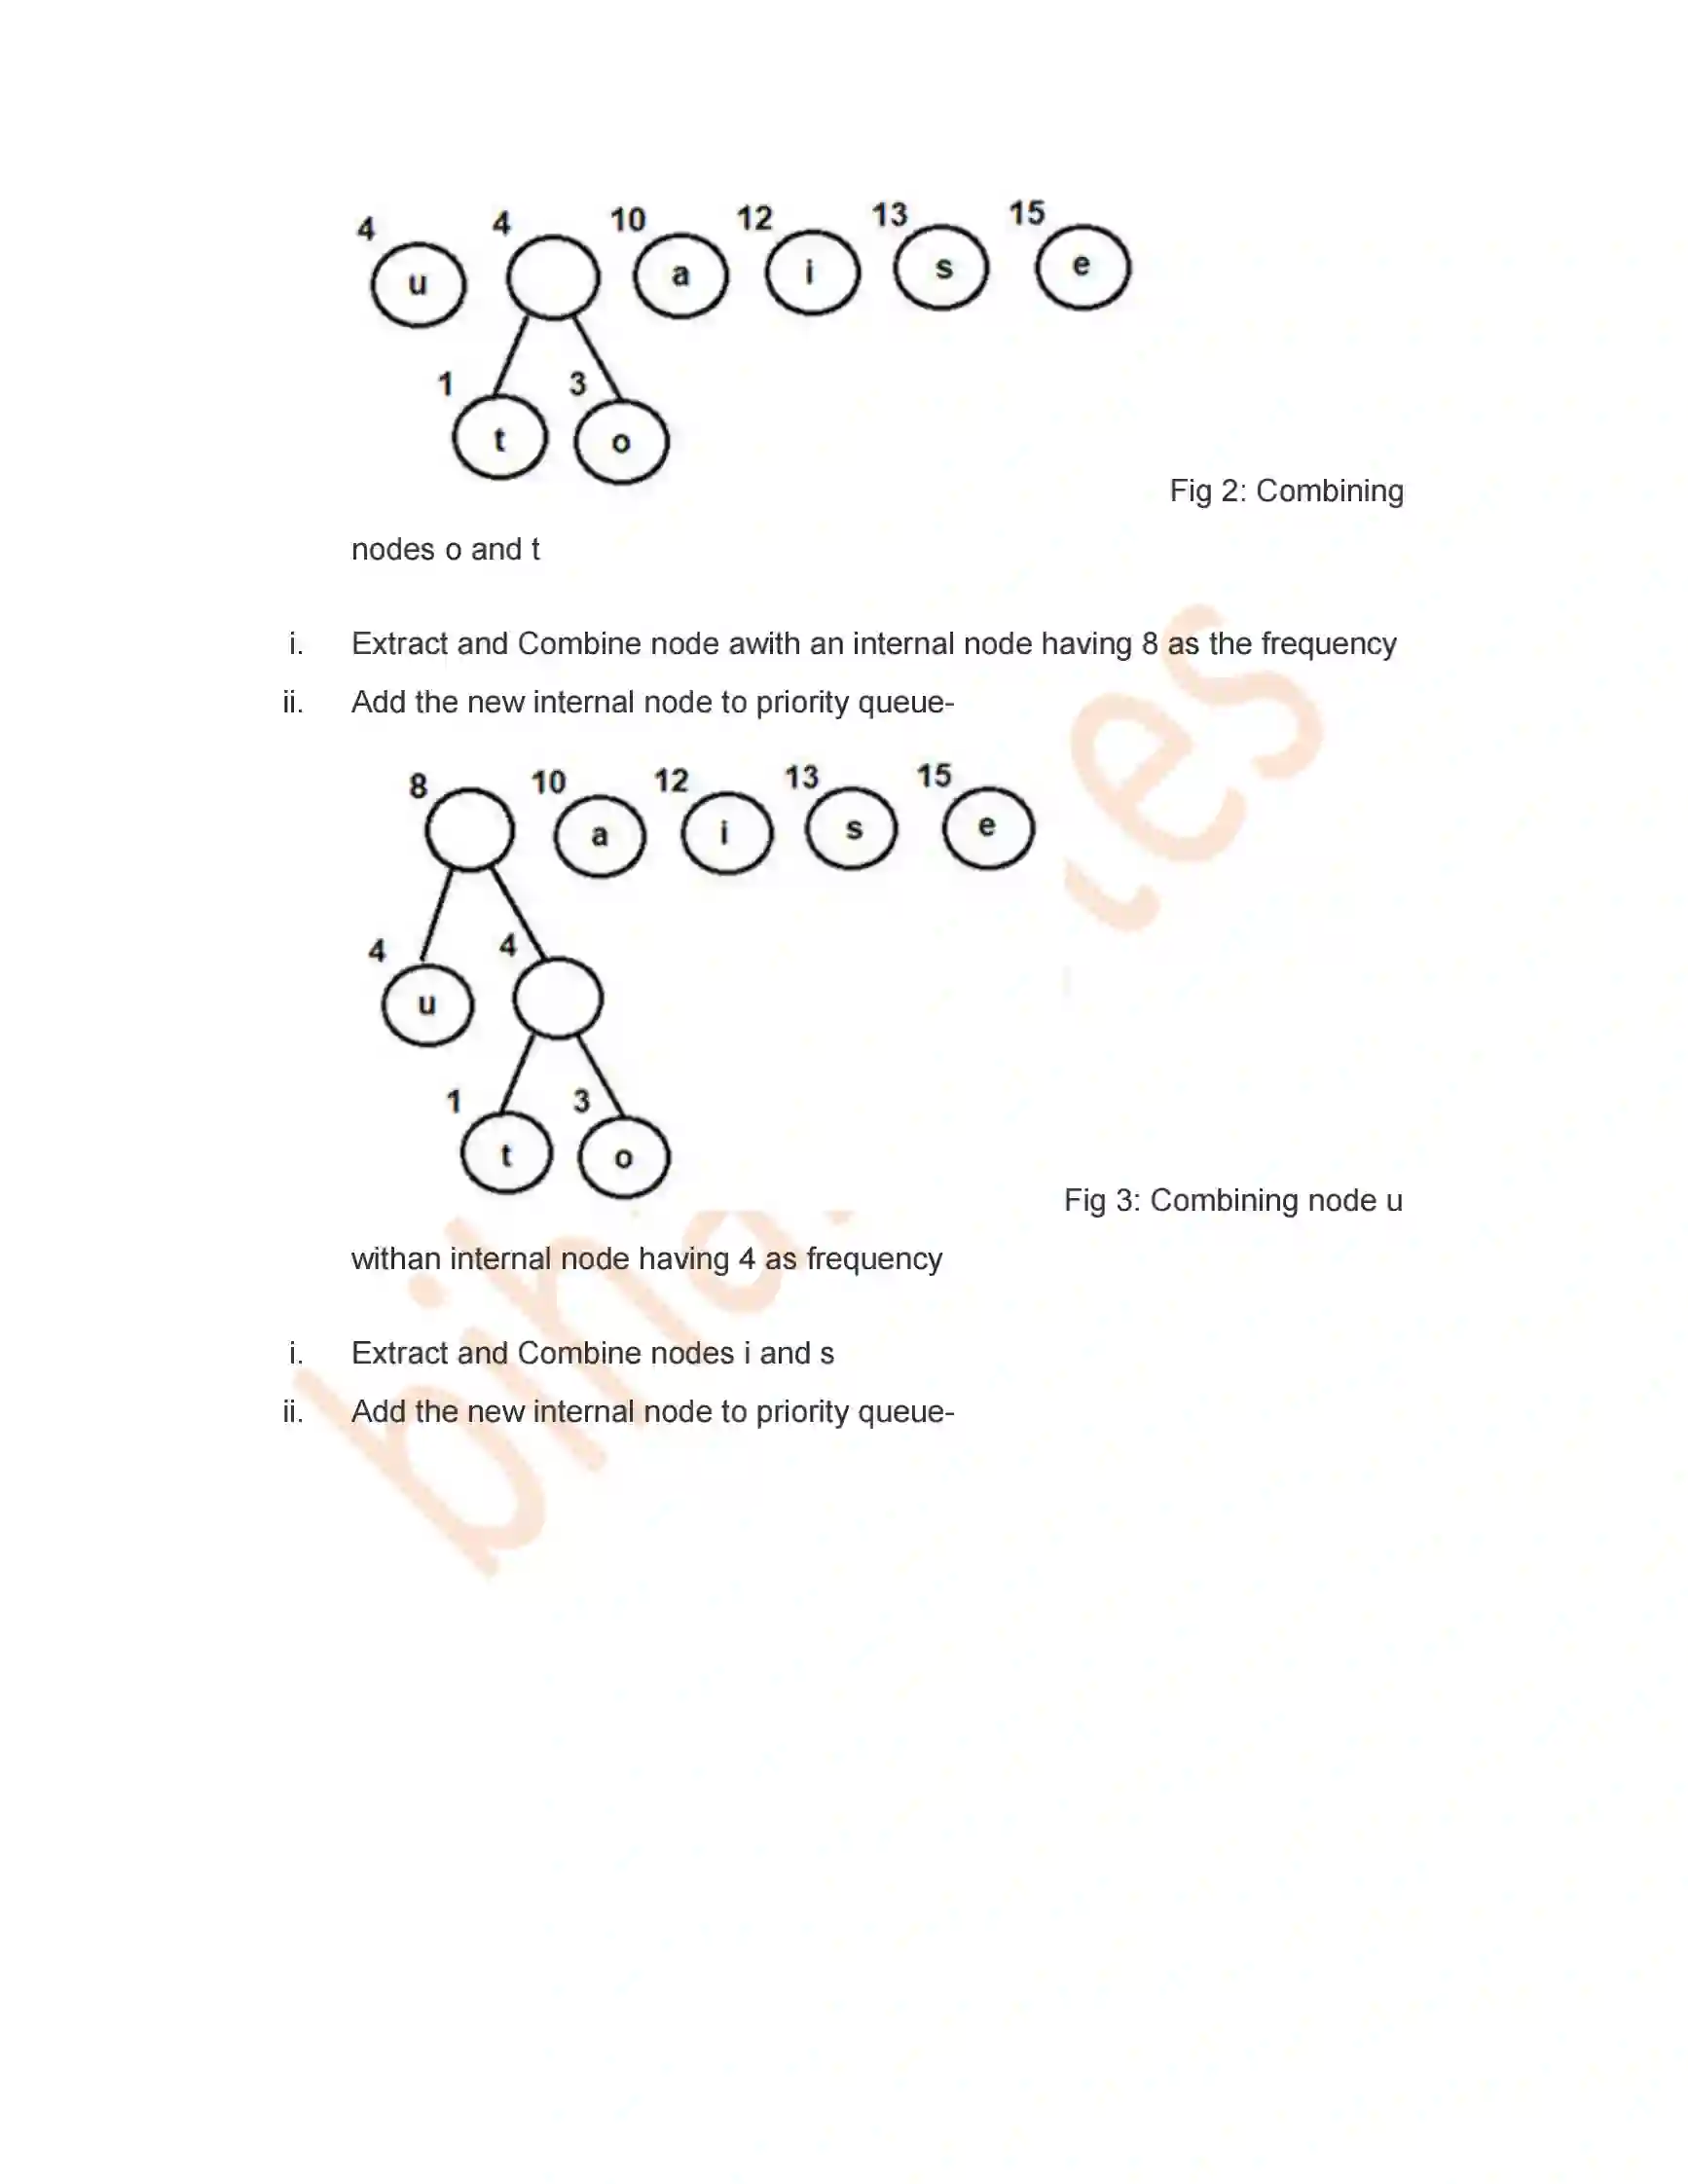 4 4 10 12 13 15
u a i s e
1 3
t o
Fig 2: Combining
nodes o and t
i. Extract and Combine node awith an internal node having 8 as the frequency
ii. Add the new internal node to priority queue-
8 10 12 13 15
a i s e
4 4
u
1 3
t o
Fig 3: Combining node u
withan internal node having 4 as frequency
i. Extract and Combine nodes i and s
ii. Add the new internal node to priority queue-